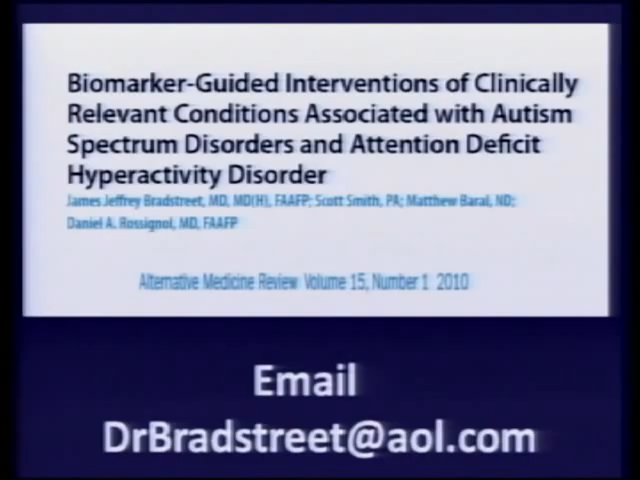 Biomarker-Guided Interventions of Clinically
Relevant Conditions Associated with Autism
Spectrum Disorders and Attention Deficit
Hyperactivity Disorder
James Jeffrey Bradstreet, MD, MD(H), FAAFP; Scott Smith, PA; Matthew Baral, ND;
Daniel A. Rossignol, MD, FAAFP
Alternative Medicine Review Volume 15, Number 1 2010
Email
DrBradstreet@aol.com